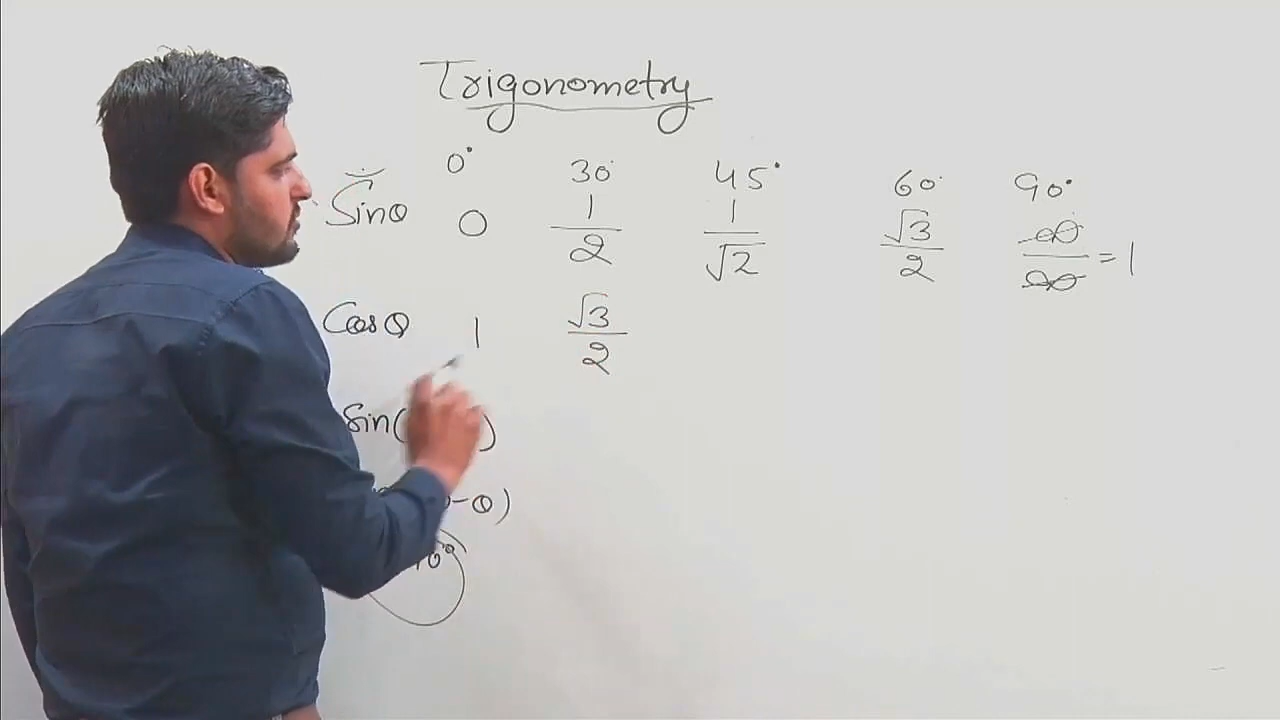 Trigonometry
0° 30° 45° 60° 90°
Sinθ 0 1/2 1/√2 √3/2 = 1
Cosθ 1 √3/2
Sin( )
-θ)